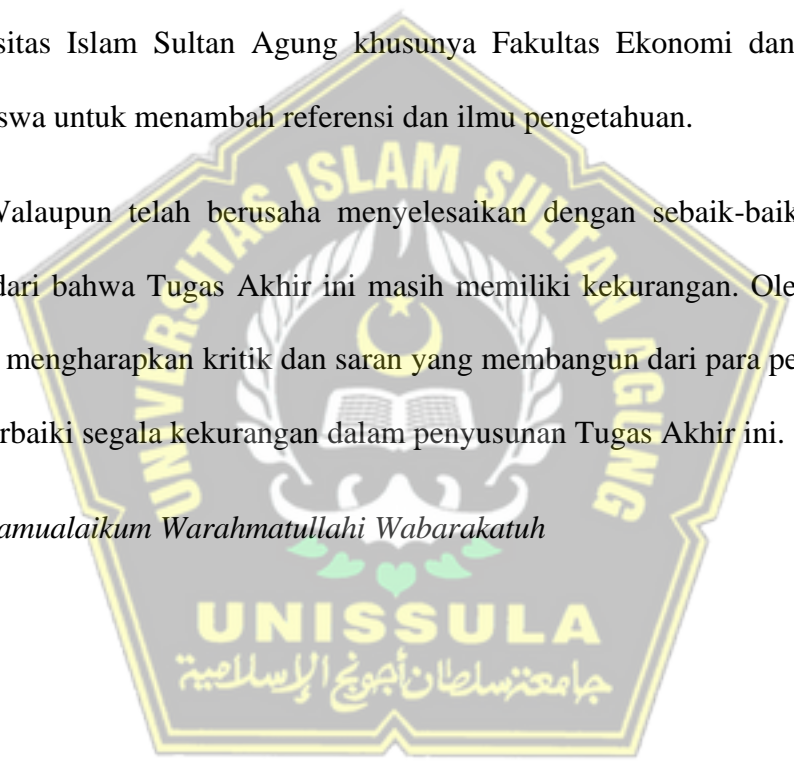 sitas Islam Sultan Agung khusunya Fakultas Ekonomi dan
swa untuk menambah referensi dan ilmu pengetahuan.
Walaupun telah berusaha menyelesaikan dengan sebaik-baik
dari bahwa Tugas Akhir ini masih memiliki kekurangan. Ole
mengharapkan kritik dan saran yang membangun dari para pe
rbaiki segala kekurangan dalam penyusunan Tugas Akhir ini.
amualaikum Warahmatullahi Wabarakatuh
UNIVERSITAS ISLAM SULTAN AGUNG
UNISSULA
جامعة سلطان أجونج الإسلامية